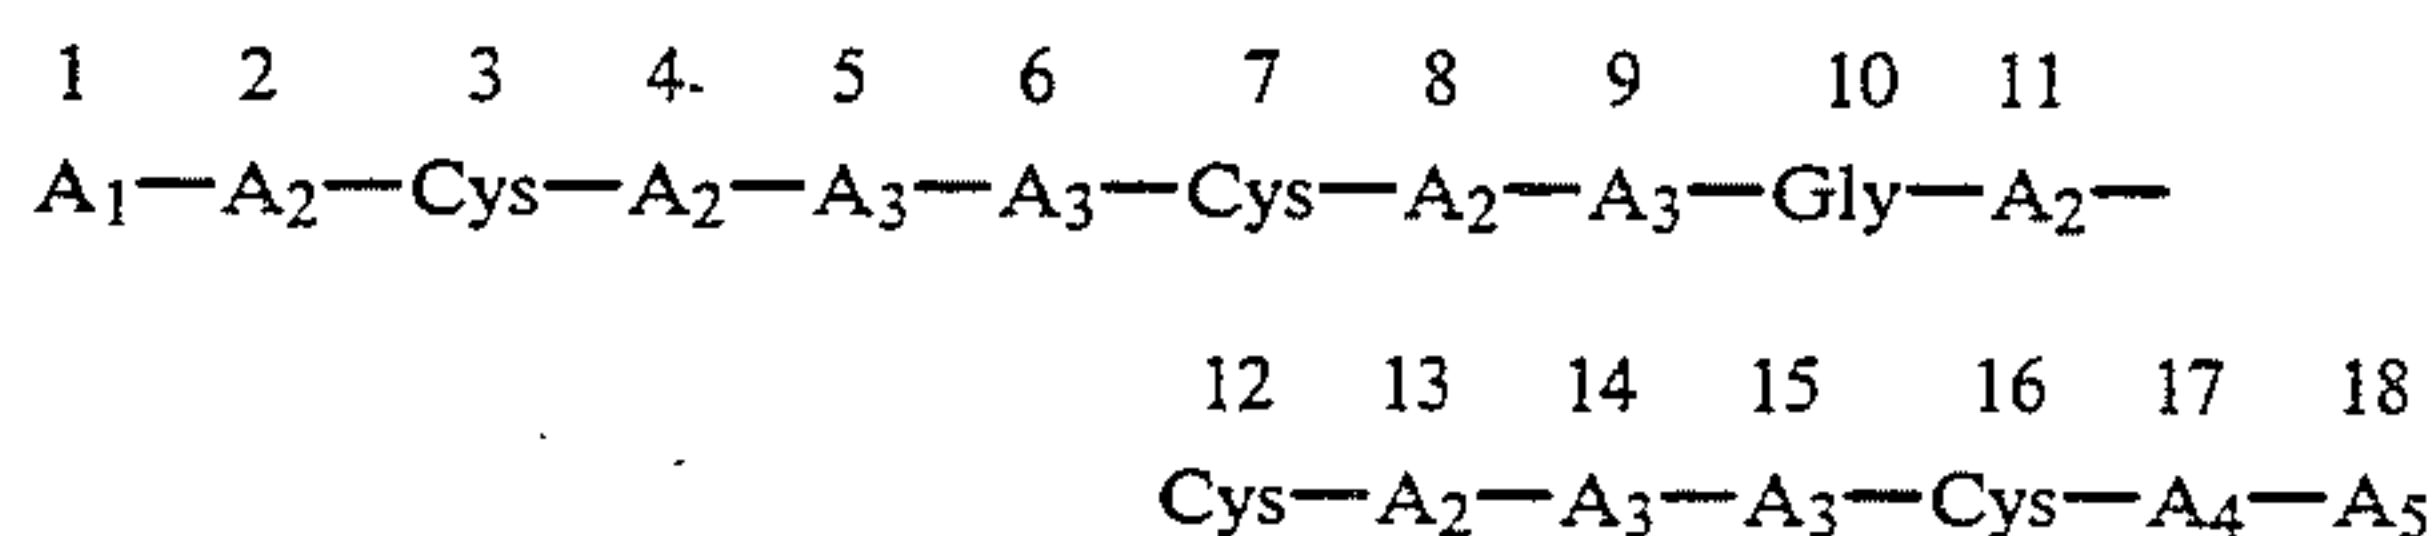 1 2 3 4. 5 6 7 8 9 10 11
A₁—A₂—Cys—A₂—A₃—A₃—Cys—A₂—A₃—Gly—A₂—
12 13 14 15 16 17 18
Cys—A₂—A₃—A₃—Cys—A₄—A₅